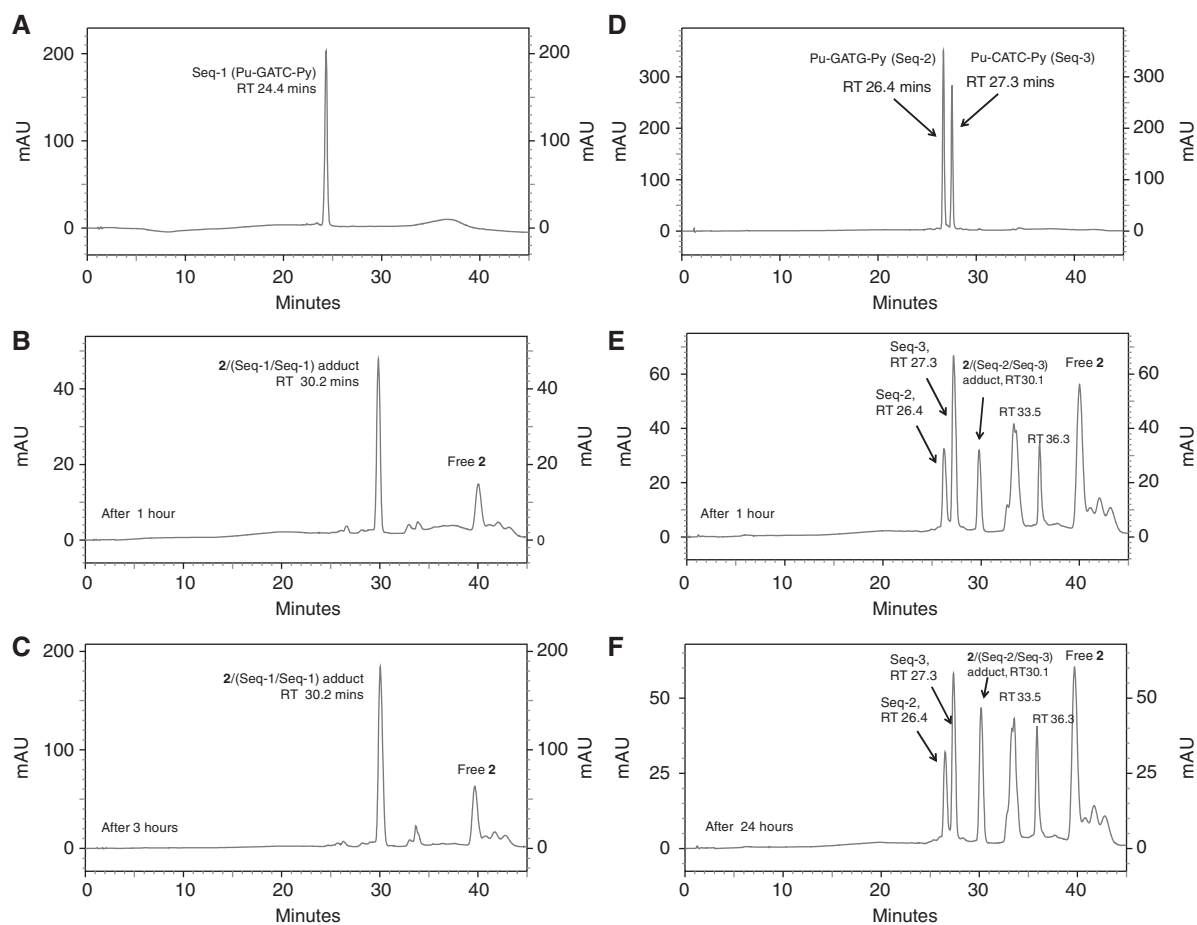 A
200
100
0
200
100
0
mAU
mAU
Seq-1 (Pu-GATC-Py)
RT 24.4 mins
0
10
20
30
40
Minutes
D
300
200
100
0
300
200
100
0
mAU
mAU
Pu-GATG-Py (Seq-2)
RT 26.4 mins
Pu-CATC-Py (Seq-3)
RT 27.3 mins
0
10
20
30
40
Minutes
B
40
20
0
40
20
0
mAU
mAU
2/(Seq-1/Seq-1) adduct
RT 30.2 mins
Free 2
After 1 hour
0
10
20
30
40
Minutes
E
60
40
20
0
60
40
20
0
mAU
mAU
Seq-3,
RT 27.3
Seq-2,
RT 26.4
2/(Seq-2/Seq-3)
adduct, RT30.1
RT 33.5
RT 36.3
Free 2
After 1 hour
0
10
20
30
40
Minutes
C
200
100
0
200
100
0
mAU
mAU
2/(Seq-1/Seq-1) adduct
RT 30.2 mins
Free 2
After 3 hours
0
10
20
30
40
Minutes
F
50
25
0
50
25
0
mAU
mAU
Seq-3,
RT 27.3
Seq-2,
RT 26.4
2/(Seq-2/Seq-3)
adduct, RT30.1
RT 33.5
RT 36.3
Free 2
After 24 hours
0
10
20
30
40
Minutes